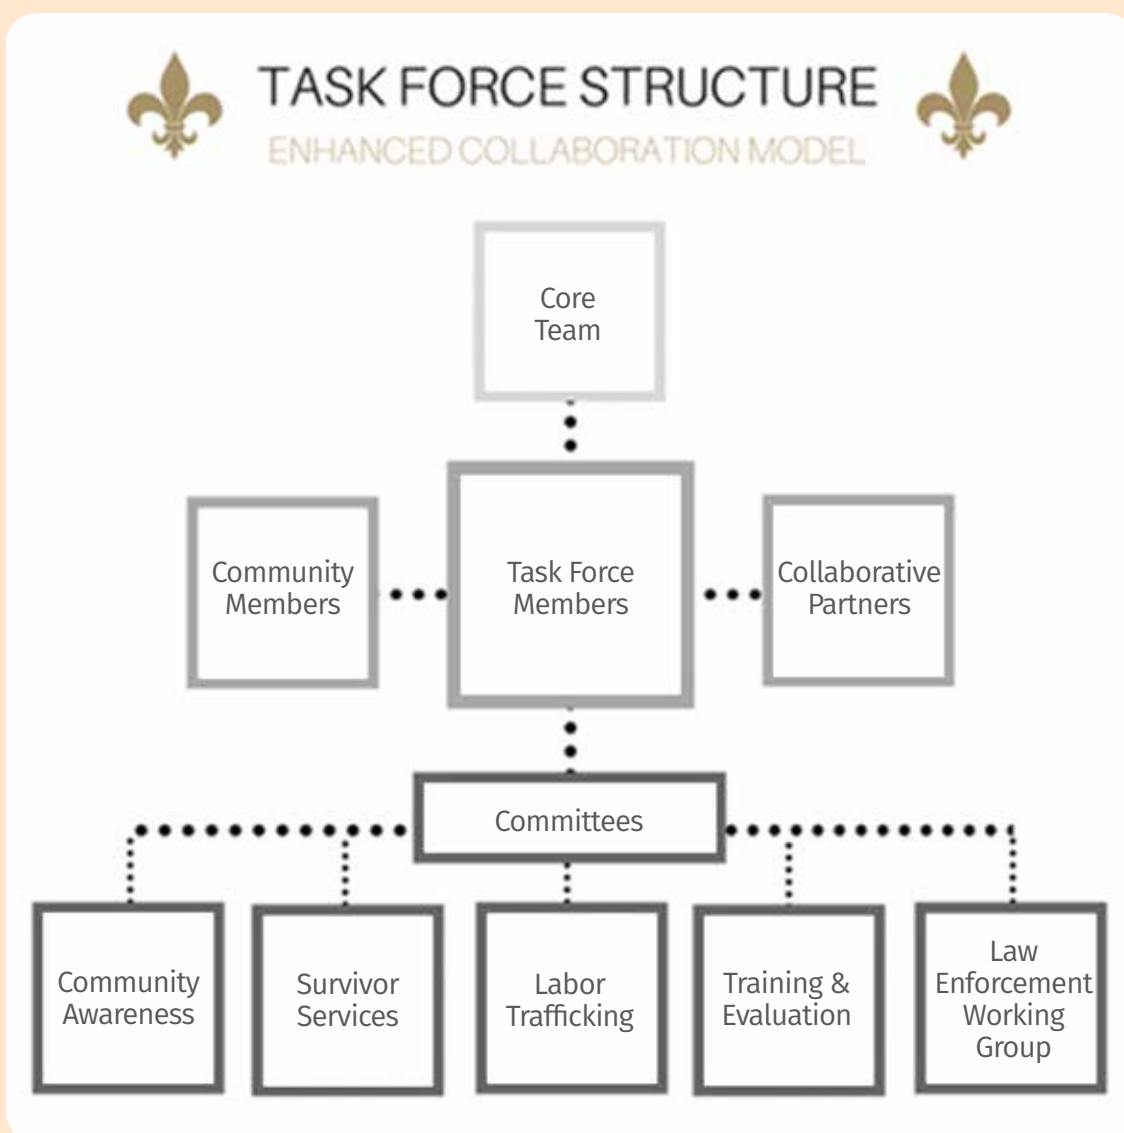 TASK FORCE STRUCTURE
ENHANCED COLLABORATION MODEL
Core
Team
Community
Members
Task Force
Members
Collaborative
Partners
Committees
Community
Awareness
Survivor
Services
Labor
Trafficking
Training &
Evaluation
Law
Enforcement
Working
Group